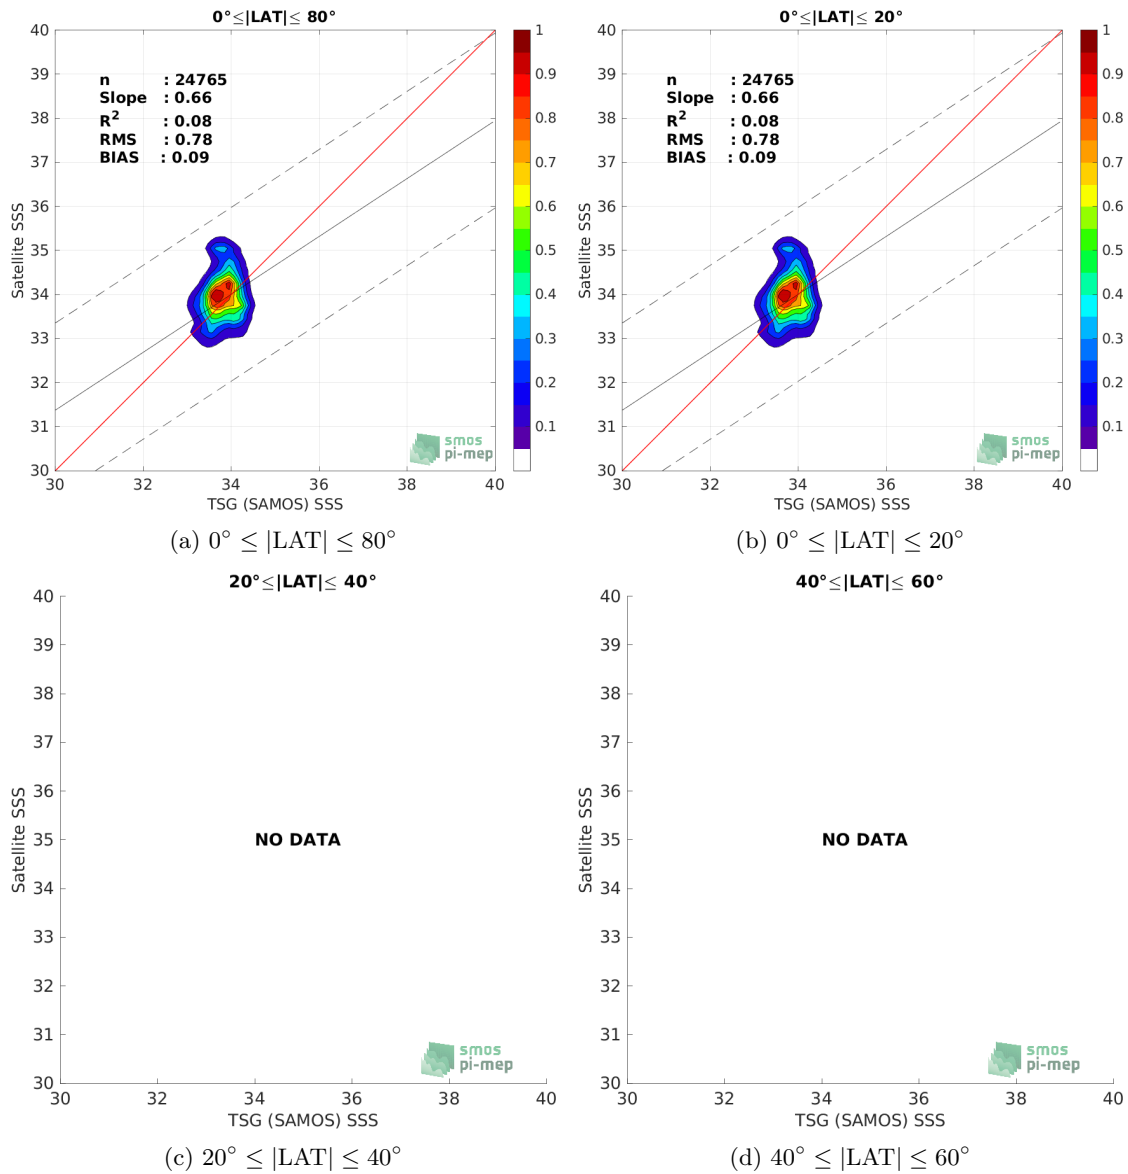 0°≤|LAT|≤ 80°
40
39
38
37
36
35
34
33
32
31
30
Satellite SSS
n : 24765
Slope : 0.66
R² : 0.08
RMS : 0.78
BIAS : 0.09
1
0.9
0.8
0.7
0.6
0.5
0.4
0.3
0.2
0.1
smos
pi-mep
30 32 34 36 38 40
TSG (SAMOS) SSS
(a) 0° ≤ |LAT| ≤ 80°
0°≤|LAT|≤ 20°
40
39
38
37
36
35
34
33
32
31
30
Satellite SSS
n : 24765
Slope : 0.66
R² : 0.08
RMS : 0.78
BIAS : 0.09
1
0.9
0.8
0.7
0.6
0.5
0.4
0.3
0.2
0.1
smos
pi-mep
30 32 34 36 38 40
TSG (SAMOS) SSS
(b) 0° ≤ |LAT| ≤ 20°
20°≤|LAT|≤ 40°
40
39
38
37
36
35
34
33
32
31
30
Satellite SSS
NO DATA
smos
pi-mep
30 32 34 36 38 40
TSG (SAMOS) SSS
(c) 20° ≤ |LAT| ≤ 40°
40°≤|LAT|≤ 60°
40
39
38
37
36
35
34
33
32
31
30
Satellite SSS
NO DATA
smos
pi-mep
30 32 34 36 38 40
TSG (SAMOS) SSS
(d) 40° ≤ |LAT| ≤ 60°